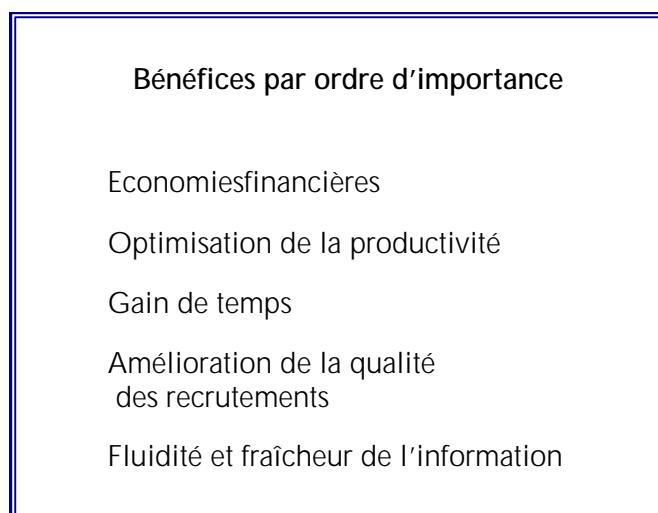 Bénéfices par ordre d'importance
Economiesfinancières
Optimisation de la productivité
Gain de temps
Amélioration de la qualité
des recrutements
Fluidité et fraîcheur de l'information